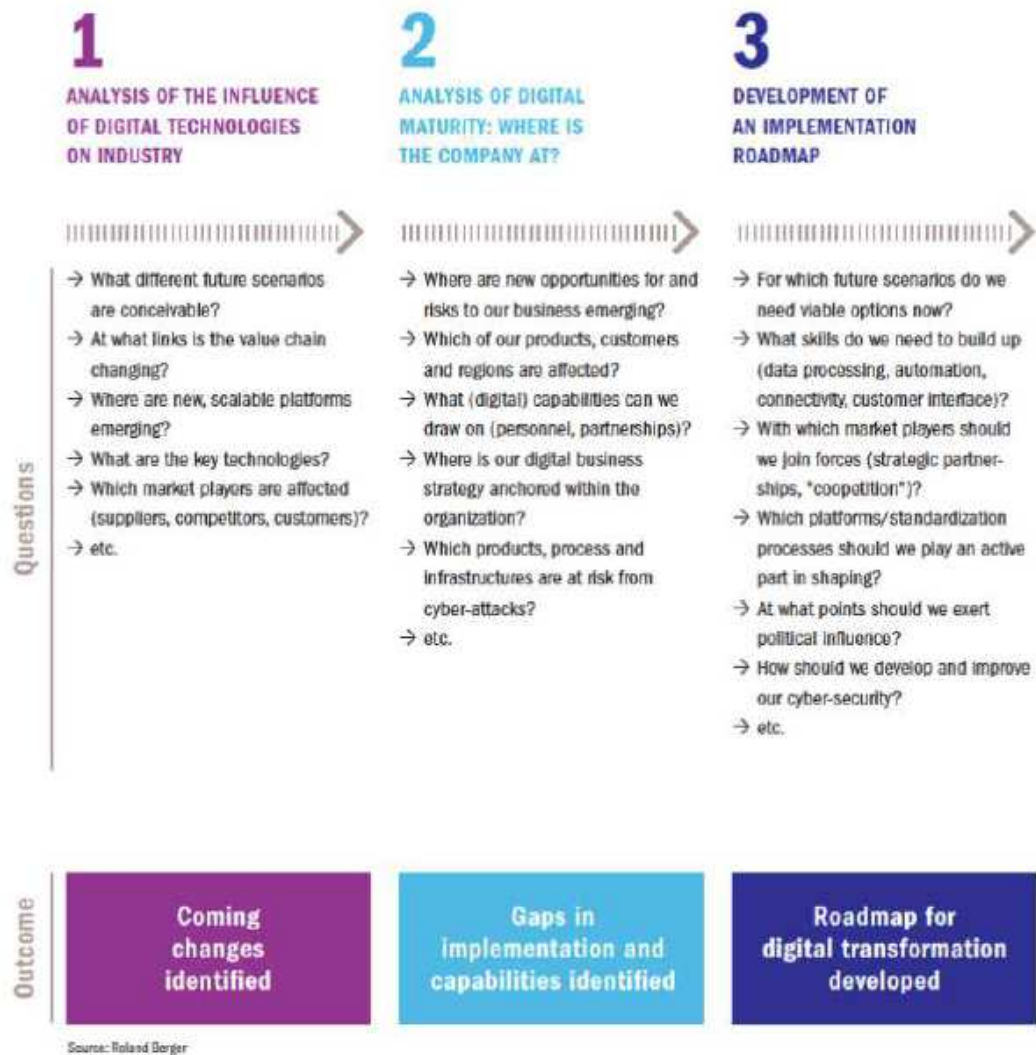 1
ANALYSIS OF THE INFLUENCE
OF DIGITAL TECHNOLOGIES
ON INDUSTRY
2
ANALYSIS OF DIGITAL
MATURITY: WHERE IS
THE COMPANY AT?
3
DEVELOPMENT OF
AN IMPLEMENTATION
ROADMAP
Questions
→ What different future scenarios
are conceivable?
→ At what links is the value chain
changing?
→ Where are new, scalable platforms
emerging?
→ What are the key technologies?
→ Which market players are affected
(suppliers, competitors, customers)?
→ etc.
→ Where are new opportunities for and
risks to our business emerging?
→ Which of our products, customers
and regions are affected?
→ What (digital) capabilities can we
draw on (personnel, partnerships)?
→ Where is our digital business
strategy anchored within the
organization?
→ Which products, process and
infrastructures are at risk from
cyber-attacks?
→ etc.
→ For which future scenarios do we
need viable options now?
→ What skills do we need to build up
(data processing, automation,
connectivity, customer interface)?
→ With which market players should
we join forces (strategic partner-
ships, "coopetition")?
→ Which platforms/standardization
processes should we play an active
part in shaping?
→ At what points should we exert
political influence?
→ How should we develop and improve
our cyber-security?
→ etc.
Outcome
Coming
changes
identified
Gaps in
implementation and
capabilities identified
Roadmap for
digital transformation
developed
Source: Roland Berger